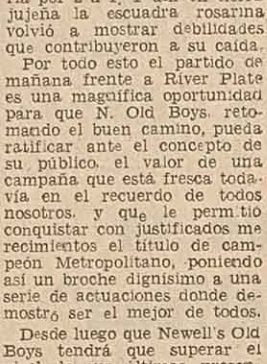 jujeña la escuadra rosarina
volvió a mostrar debilidades
que contribuyeron a su caída.
Por todo esto el partido de
mañana frente a River Plate
es una magnífica oportunidad
para que N. Old Boys, reto-
mando el buen camino, pueda
ratificar ante el concepto de
su público, el valor de una
campaña que está fresca toda-
vía en el recuerdo de todos
nosotros, y que le permitió
conquistar con justificados me
recimientos el título de cam-
peón Metropolitano, poniendo
así un broche dignísimo a una
serie de actuaciones donde de-
mostró ser el mejor de todos.
Desde luego que Newell's Old
Boys tendrá que superar el